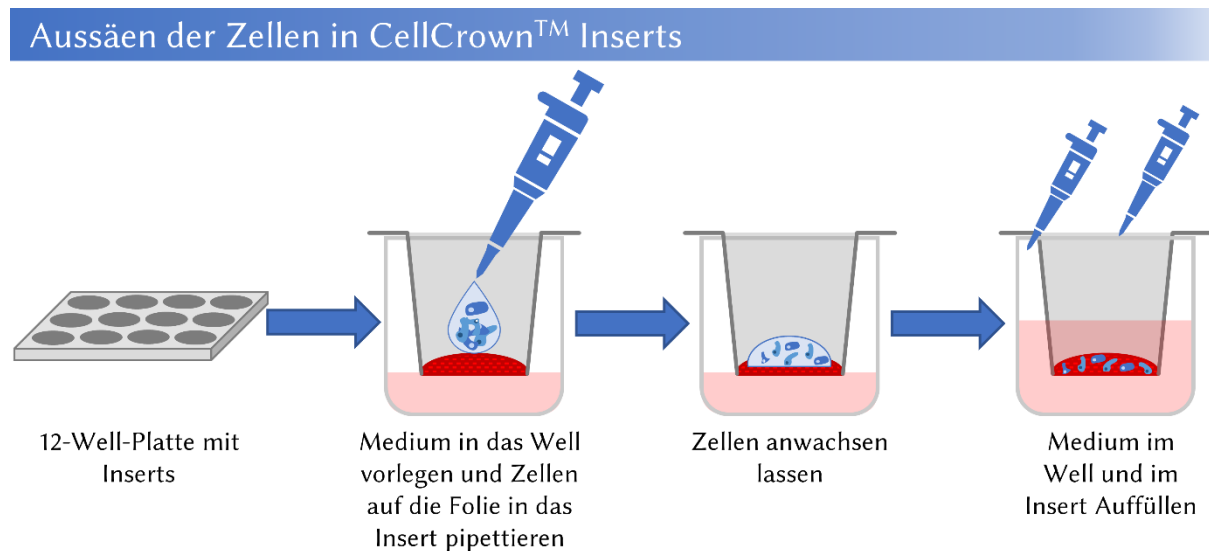 Aussäen der Zellen in CellCrown™ Inserts
12-Well-Platte mit
Inserts
Medium in das Well
vorlegen und Zellen
auf die Folie in das
Insert pipettieren
Zellen anwachsen
lassen
Medium im
Well und im
Insert Auffüllen